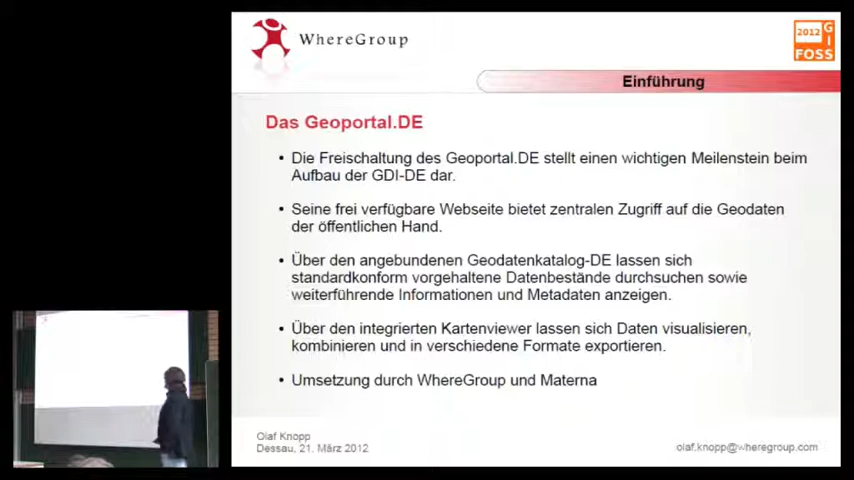 WhereGroup
2012
G
I
FOSS
Einführung
Das Geoportal.DE
• Die Freischaltung des Geoportal.DE stellt einen wichtigen Meilenstein beim
Aufbau der GDI-DE dar.
• Seine frei verfügbare Webseite bietet zentralen Zugriff auf die Geodaten
der öffentlichen Hand.
• Über den angebundenen Geodatenkatalog-DE lassen sich
standardkonform vorgehaltene Datenbestände durchsuchen sowie
weiterführende Informationen und Metadaten anzeigen.
• Über den integrierten Kartenviewer lassen sich Daten visualisieren,
kombinieren und in verschiedene Formate exportieren.
• Umsetzung durch WhereGroup und Materna
Olaf Knopp
Dessau, 21. März 2012
olaf.knopp@wheregroup.com